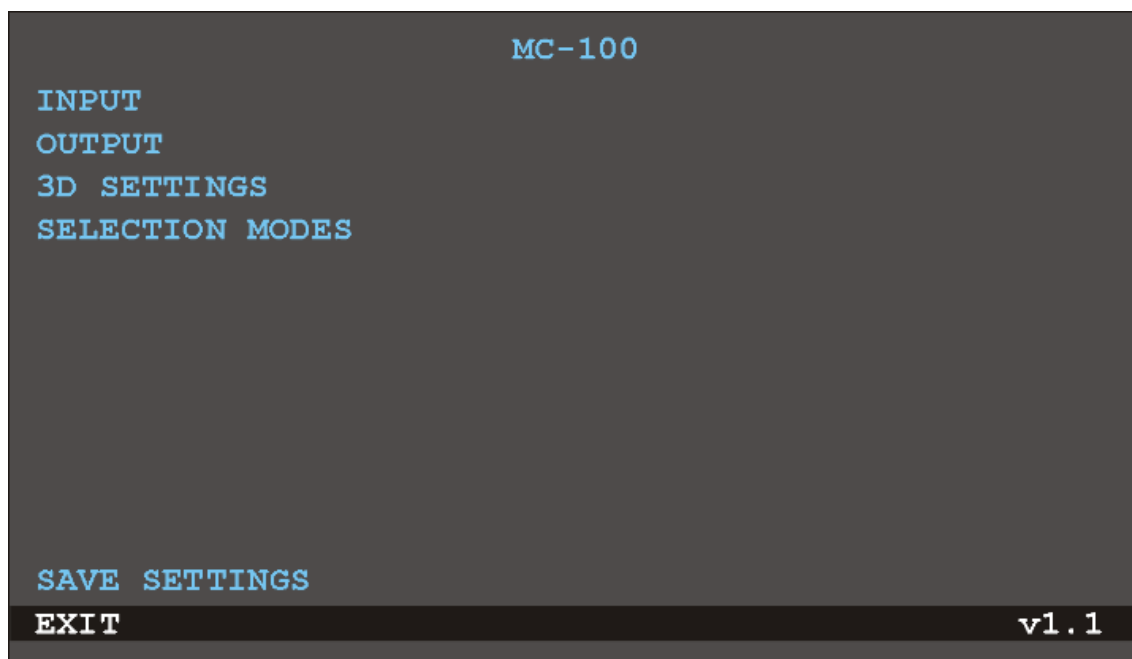 MC-100
INPUT
OUTPUT
3D SETTINGS
SELECTION MODES
SAVE SETTINGS
EXIT v1.1